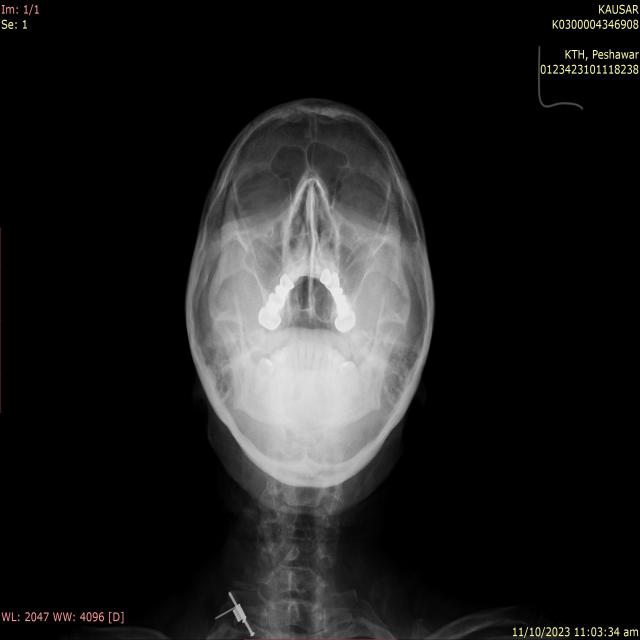 Im: 1/1
Se: 1
KAUSAR
K0300004346908
KTH, Peshawar
0123423101118238
WL: 2047 WW: 4096 [D]
11/10/2023 11:03:34 am